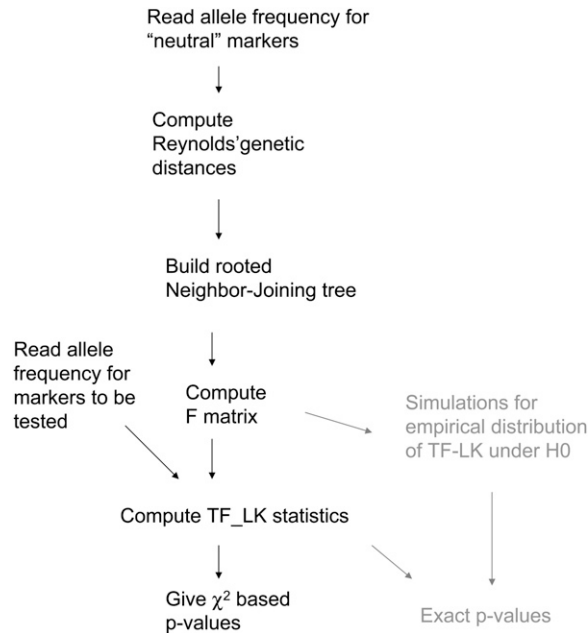 Read allele frequency for
“neutral” markers
Compute
Reynolds’genetic
distances
Build rooted
Neighbor-Joining tree
Read allele
frequency for
markers to be
tested
Compute
F matrix
Simulations for
empirical distribution
of TF-LK under H0
Compute TF_LK statistics
Give χ² based
p-values
Exact p-values